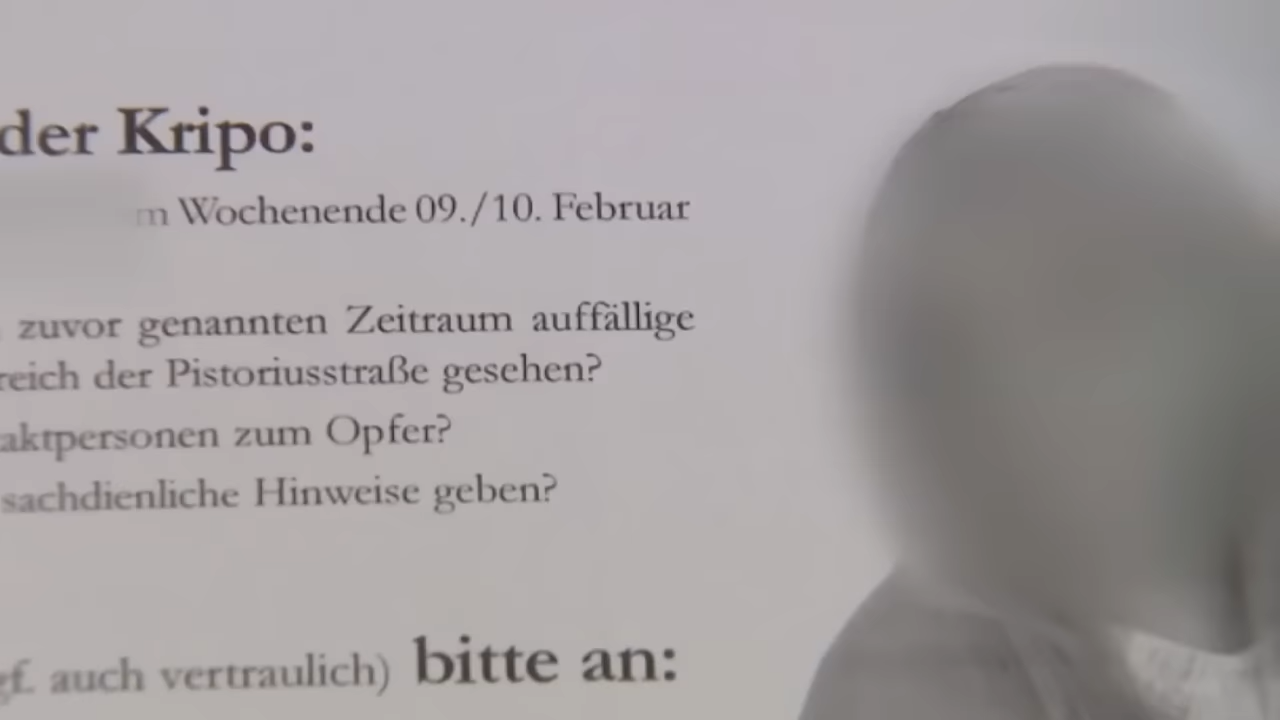 der Kripo:
m Wochenende 09./10. Februar
zuvor genannten Zeitraum auffällige
reich der Pistoriusstraße gesehen?
aktpersonen zum Opfer?
sachdienliche Hinweise geben?
gf. auch vertraulich) bitte an: